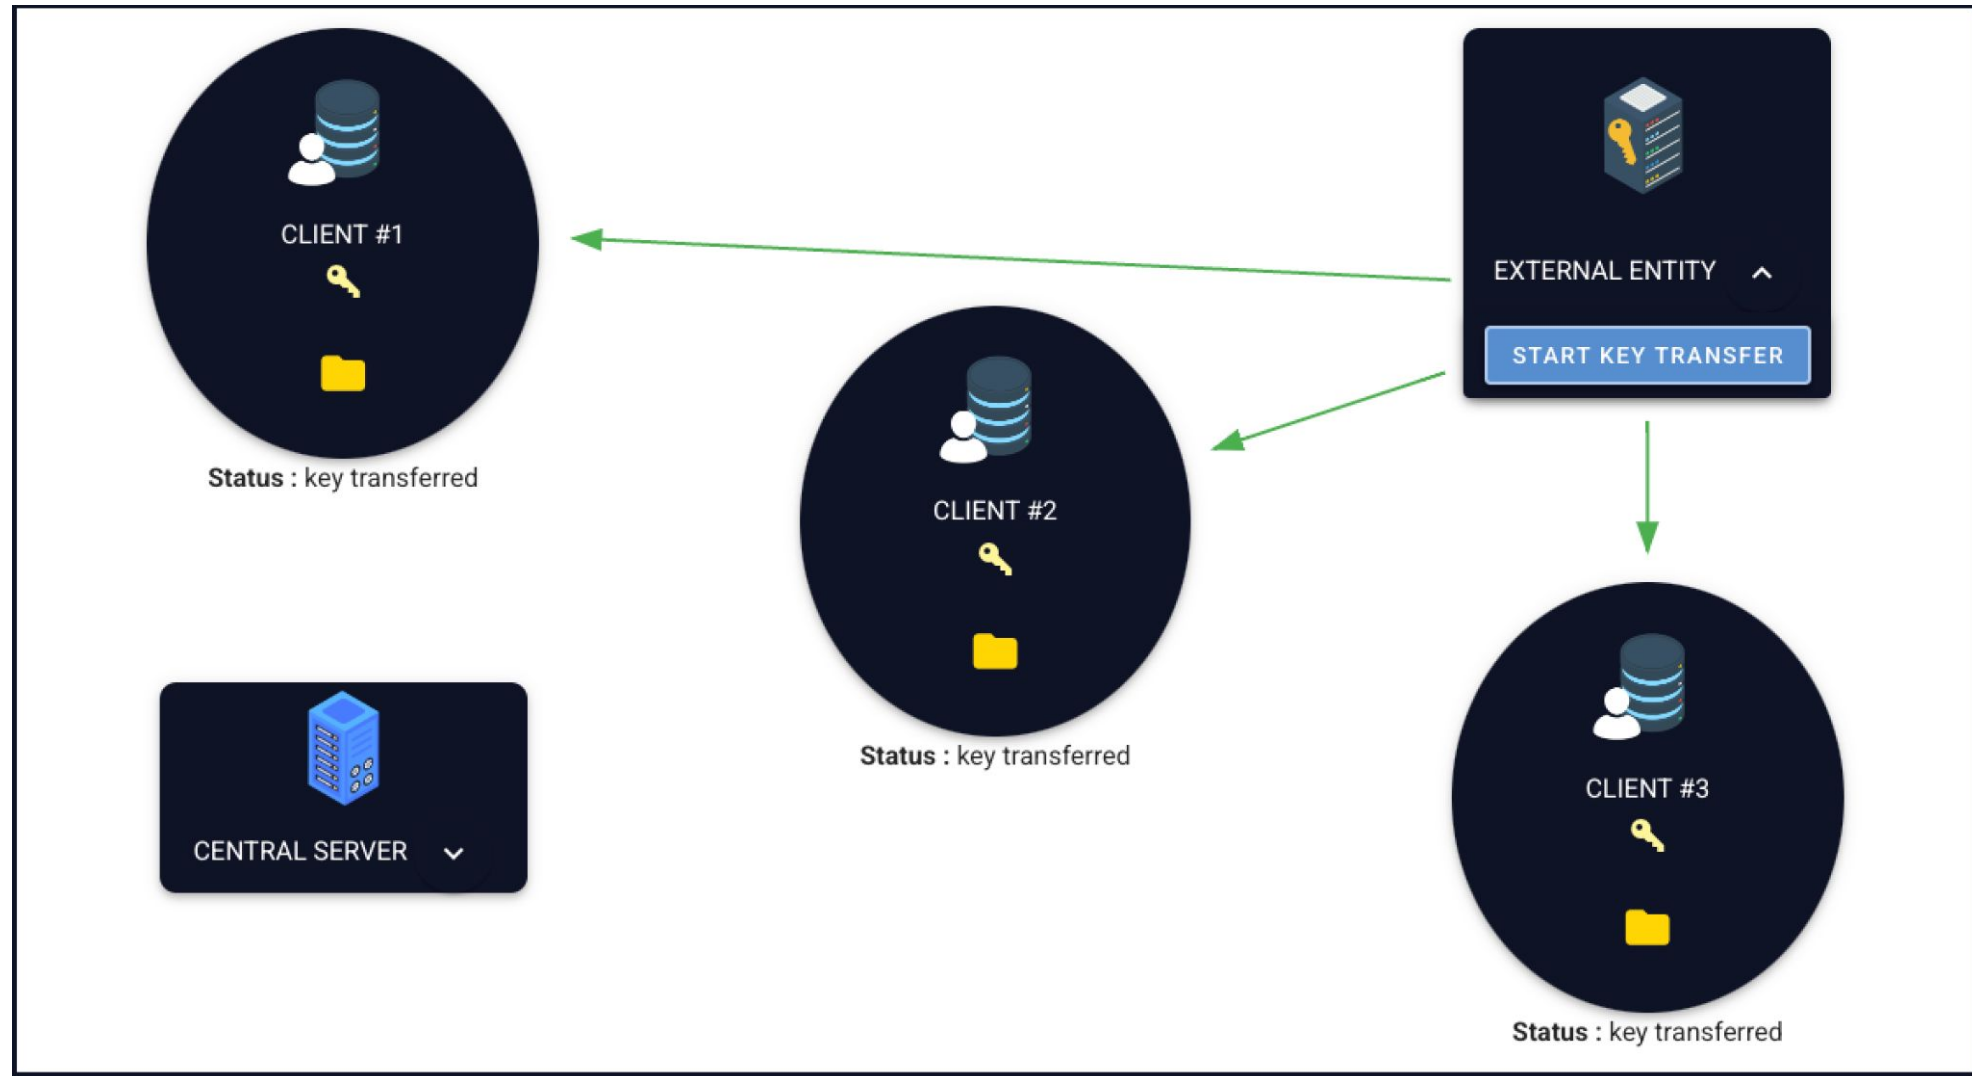 CLIENT #1
Status : key transferred
EXTERNAL ENTITY
START KEY TRANSFER
CLIENT #2
Status : key transferred
CENTRAL SERVER
CLIENT #3
Status : key transferred